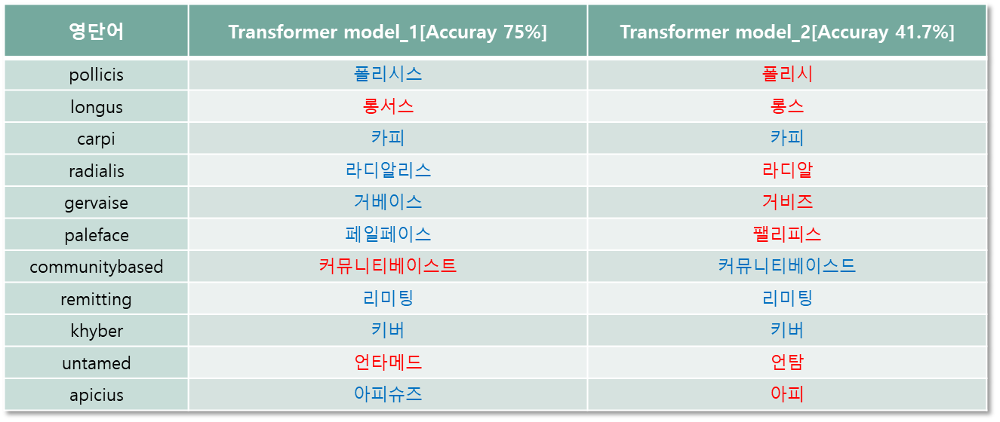 영단어 Transformer model_1[Accuray 75%] Transformer model_2[Accuray 41.7%]
pollicis 폴리시스 폴리시
longus 롱서스 롱스
carpi 카피 카피
radialis 라디알리스 라디알
gervaise 거베이스 거비즈
paleface 페일페이스 팰리피스
communitybased 커뮤니티베이스트 커뮤니티베이스드
remitting 리미팅 리미팅
khyber 키버 키버
untamed 언타메드 언탐
apicius 아피슈즈 아피